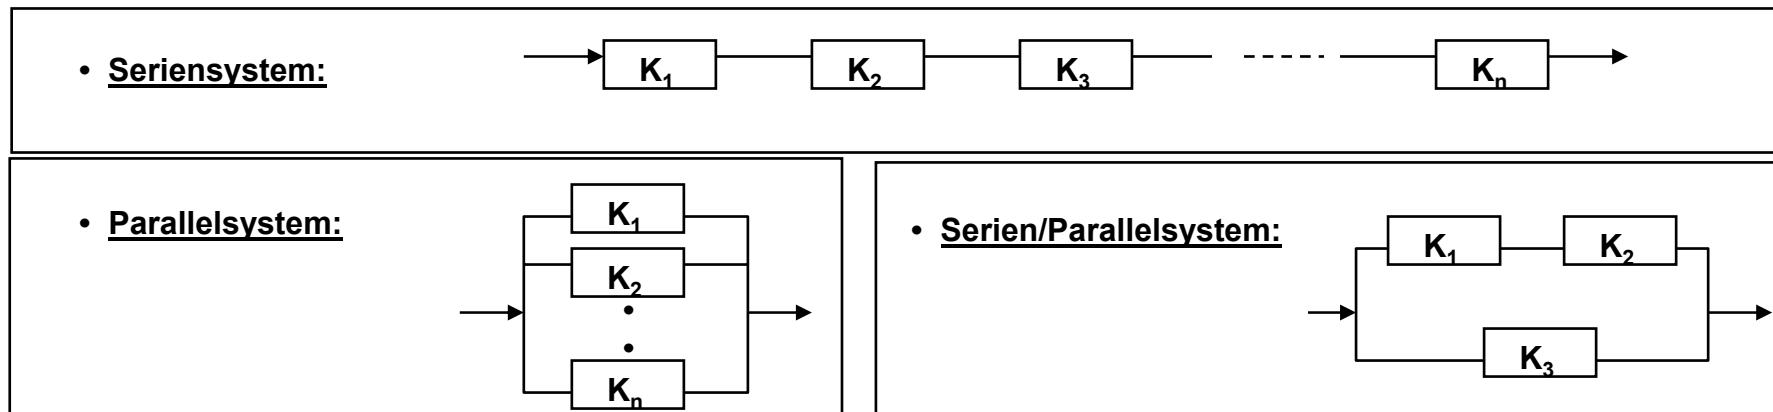 • Seriensystem:
K1 K2 K3 Kn
• Parallelsystem:
K1
K2
•
•
Kn
• Serien/Parallelsystem:
K1 K2
K3